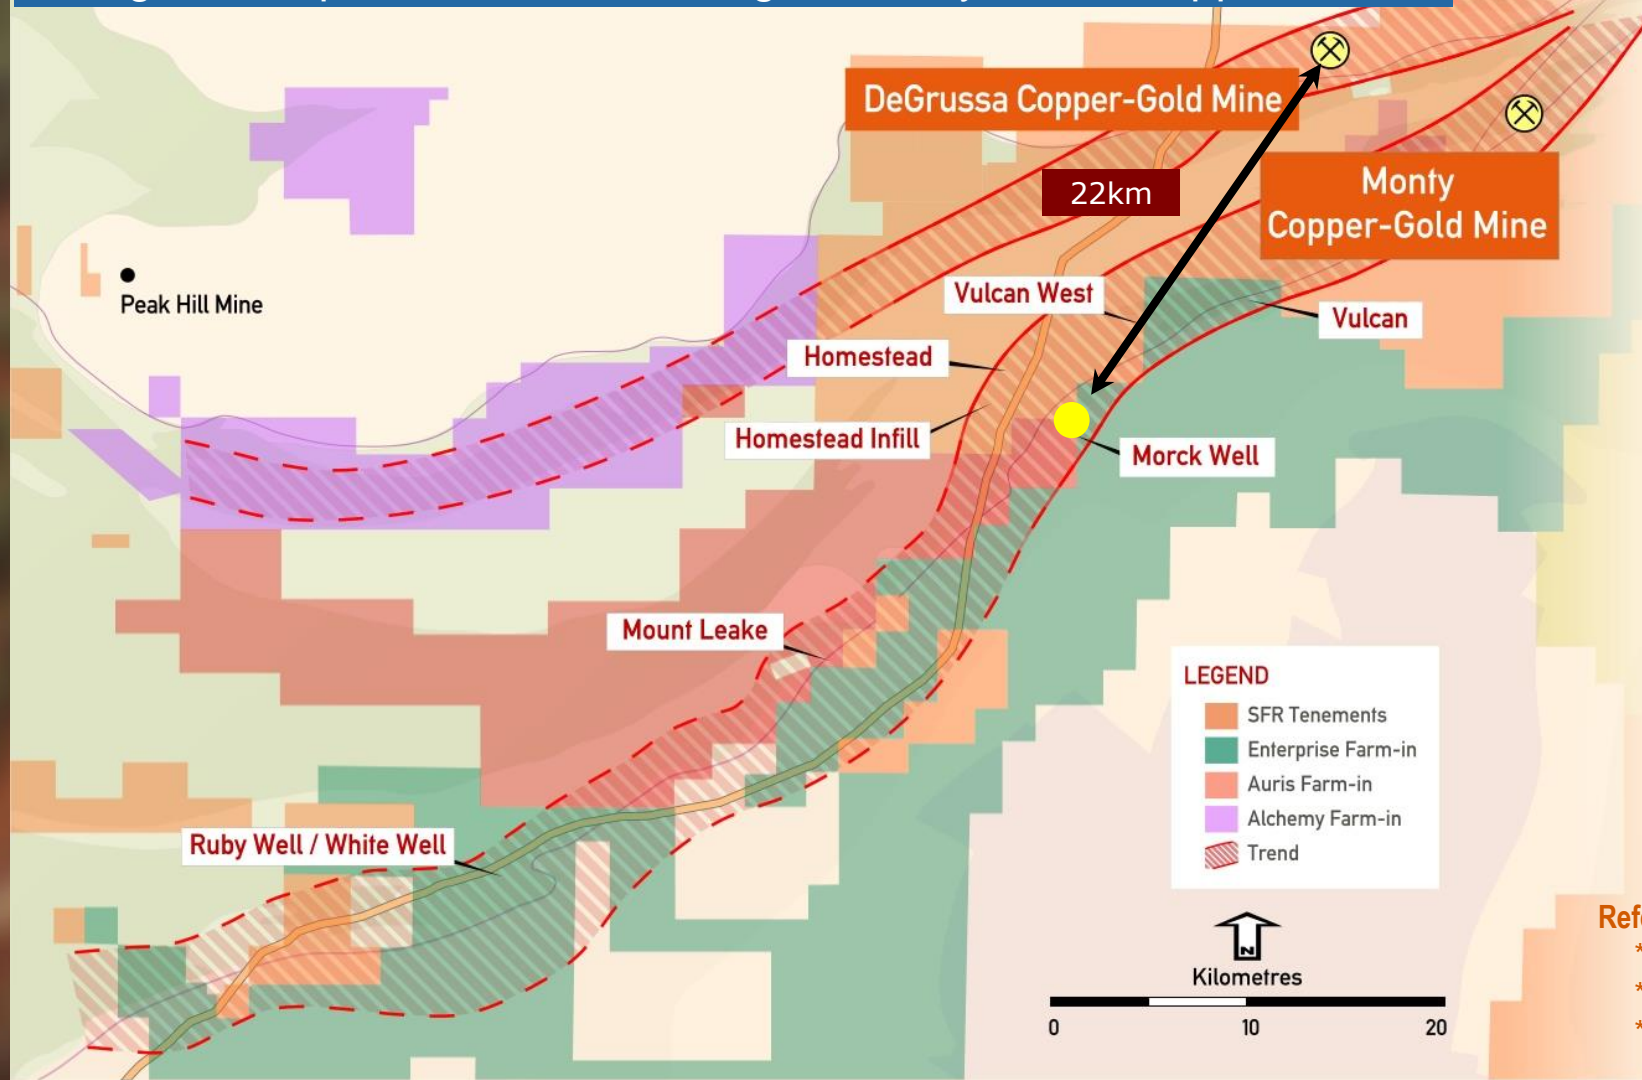 DeGrussa Copper-Gold Mine
Monty
Copper-Gold Mine
22km
Peak Hill Mine
Vulcan West
Vulcan
Homestead
Homestead Infill
Morck Well
Mount Leake
LEGEND
SFR Tenements
Enterprise Farm-in
Auris Farm-in
Alchemy Farm-in
Trend
Ruby Well / White Well
N
Kilometres
0 10 20
*
*
*